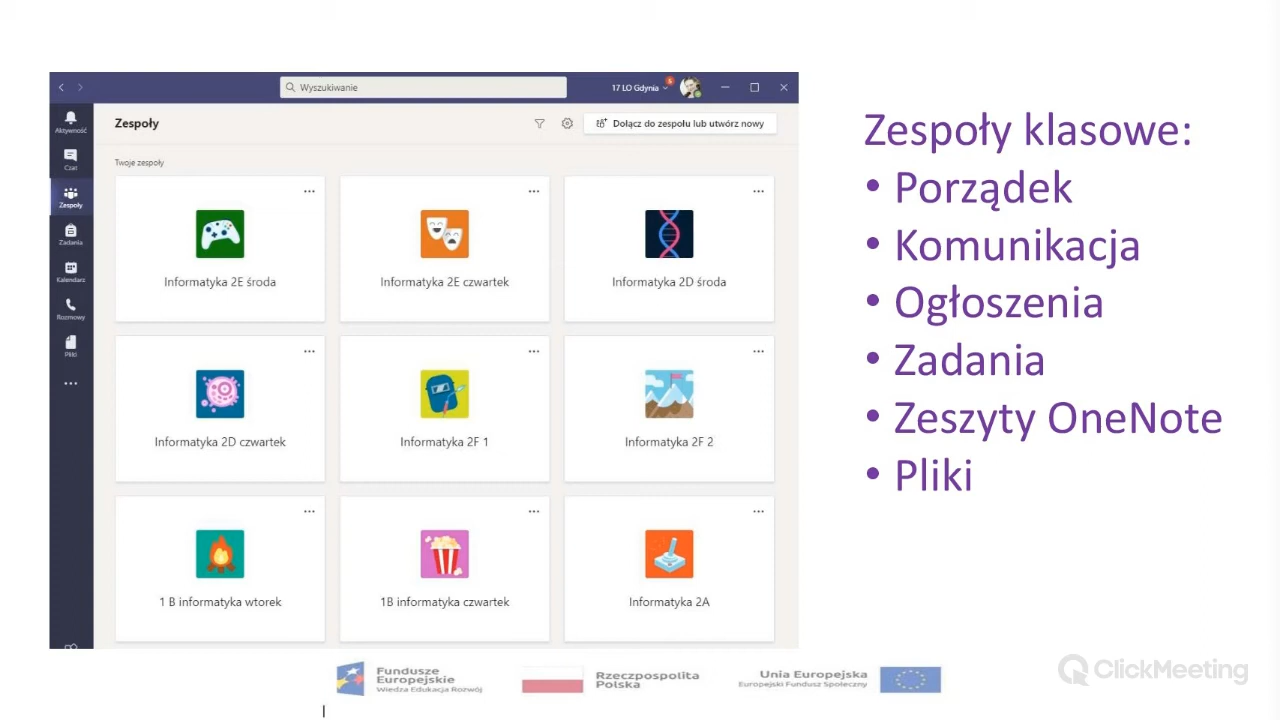 Wyszukiwanie
17 LO Gdynia
6
Aktywność
Czat
Zespoły
Zadania
Kalendarz
Rozmowy
Pliki
Zespoły
Dołącz do zespołu lub utwórz nowy
Twoje zespoły
Informatyka 2E środa
Informatyka 2E czwartek
Informatyka 2D środa
Informatyka 2D czwartek
Informatyka 2F 1
Informatyka 2F 2
1 B informatyka wtorek
1B informatyka czwartek
Informatyka 2A
Zespoły klasowe:
• Porządek
• Komunikacja
• Ogłoszenia
• Zadania
• Zeszyty OneNote
• Pliki
Fundusze
Europejskie
Wiedza Edukacja Rozwój
Rzeczpospolita
Polska
Unia Europejska
Europejski Fundusz Społeczny
ClickMeeting